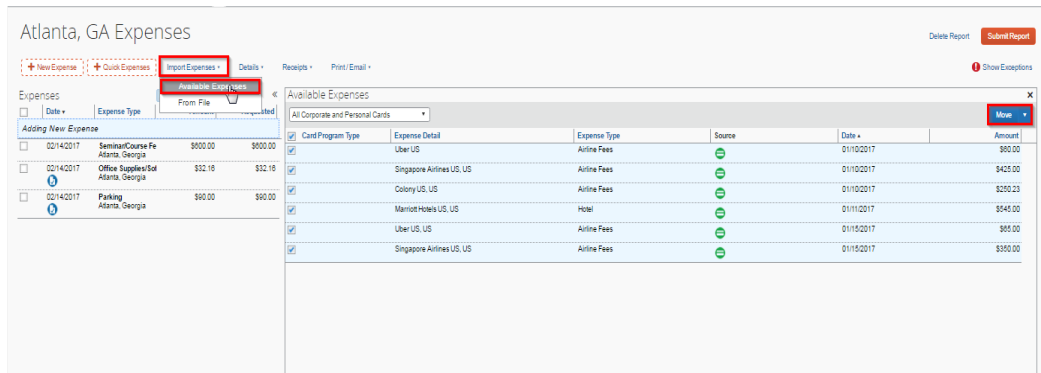 Atlanta, GA Expenses
Delete Report Submit Report
+ New Expense + Quick Expenses Import Expenses Details Receipts Print / Email Show Exceptions
Available Expenses
From File
Expenses
Date Expense Type Requested
Adding New Expense
02/14/2017 Seminar/Course Fe $600.00 $600.00
Atlanta, Georgia
02/14/2017 Office Supplies/Sof $32.16 $32.16
Atlanta, Georgia
02/14/2017 Parking $90.00 $90.00
Atlanta, Georgia
Available Expenses x
All Corporate and Personal Cards Move
Card Program Type Expense Detail Expense Type Source Date Amount
Uber US Airline Fees 01/10/2017 $60.00
Singapore Airlines US, US Airline Fees 01/10/2017 $425.00
Colony US, US Airline Fees 01/10/2017 $250.23
Marriott Hotels US, US Hotel 01/11/2017 $545.00
Uber US, US Airline Fees 01/15/2017 $65.00
Singapore Airlines US, US Airline Fees 01/15/2017 $350.00